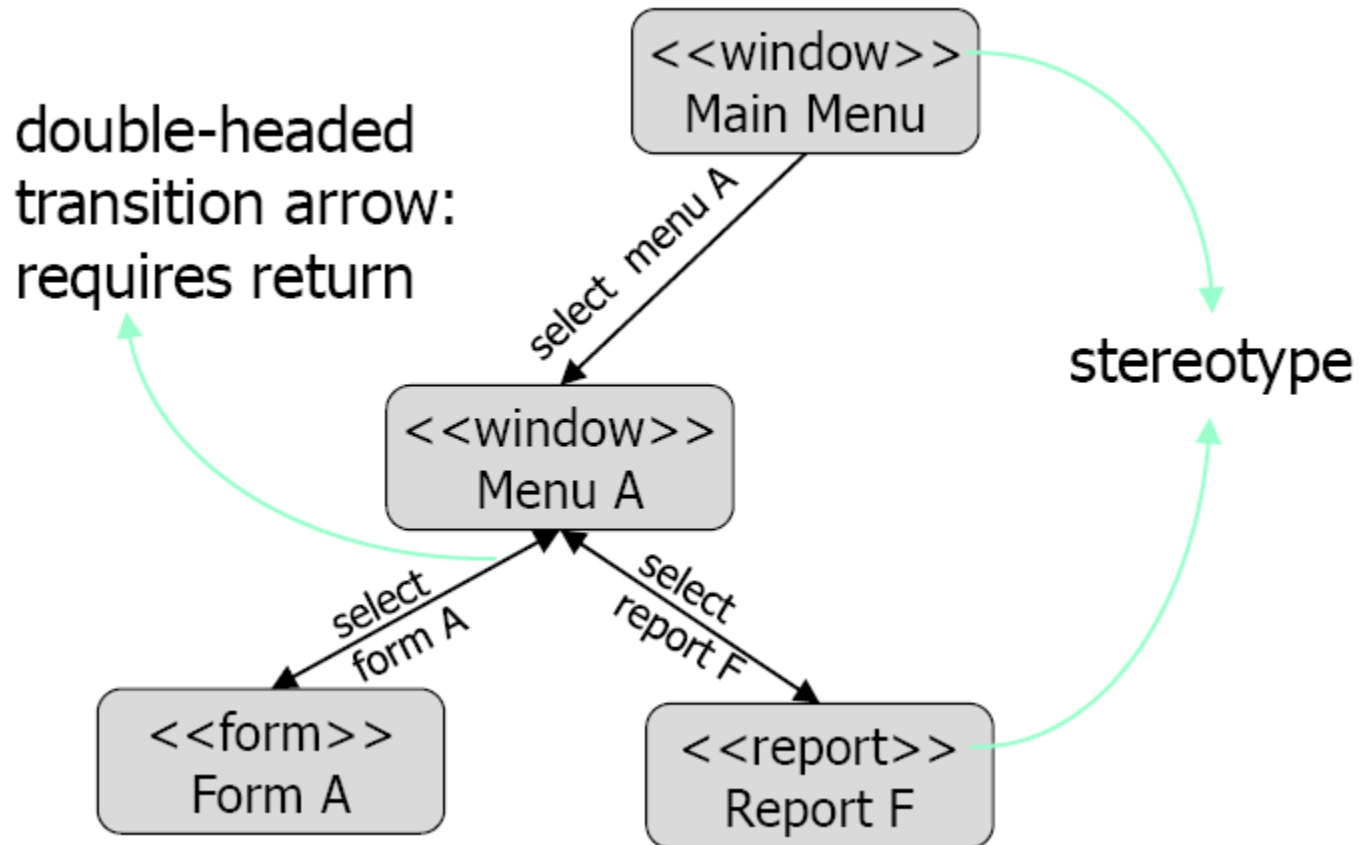 <<window>>
Main Menu
double-headed
transition arrow:
requires return
select menu A
stereotype
<<window>>
Menu A
select
form A
select
report F
<<form>>
Form A
<<report>>
Report F